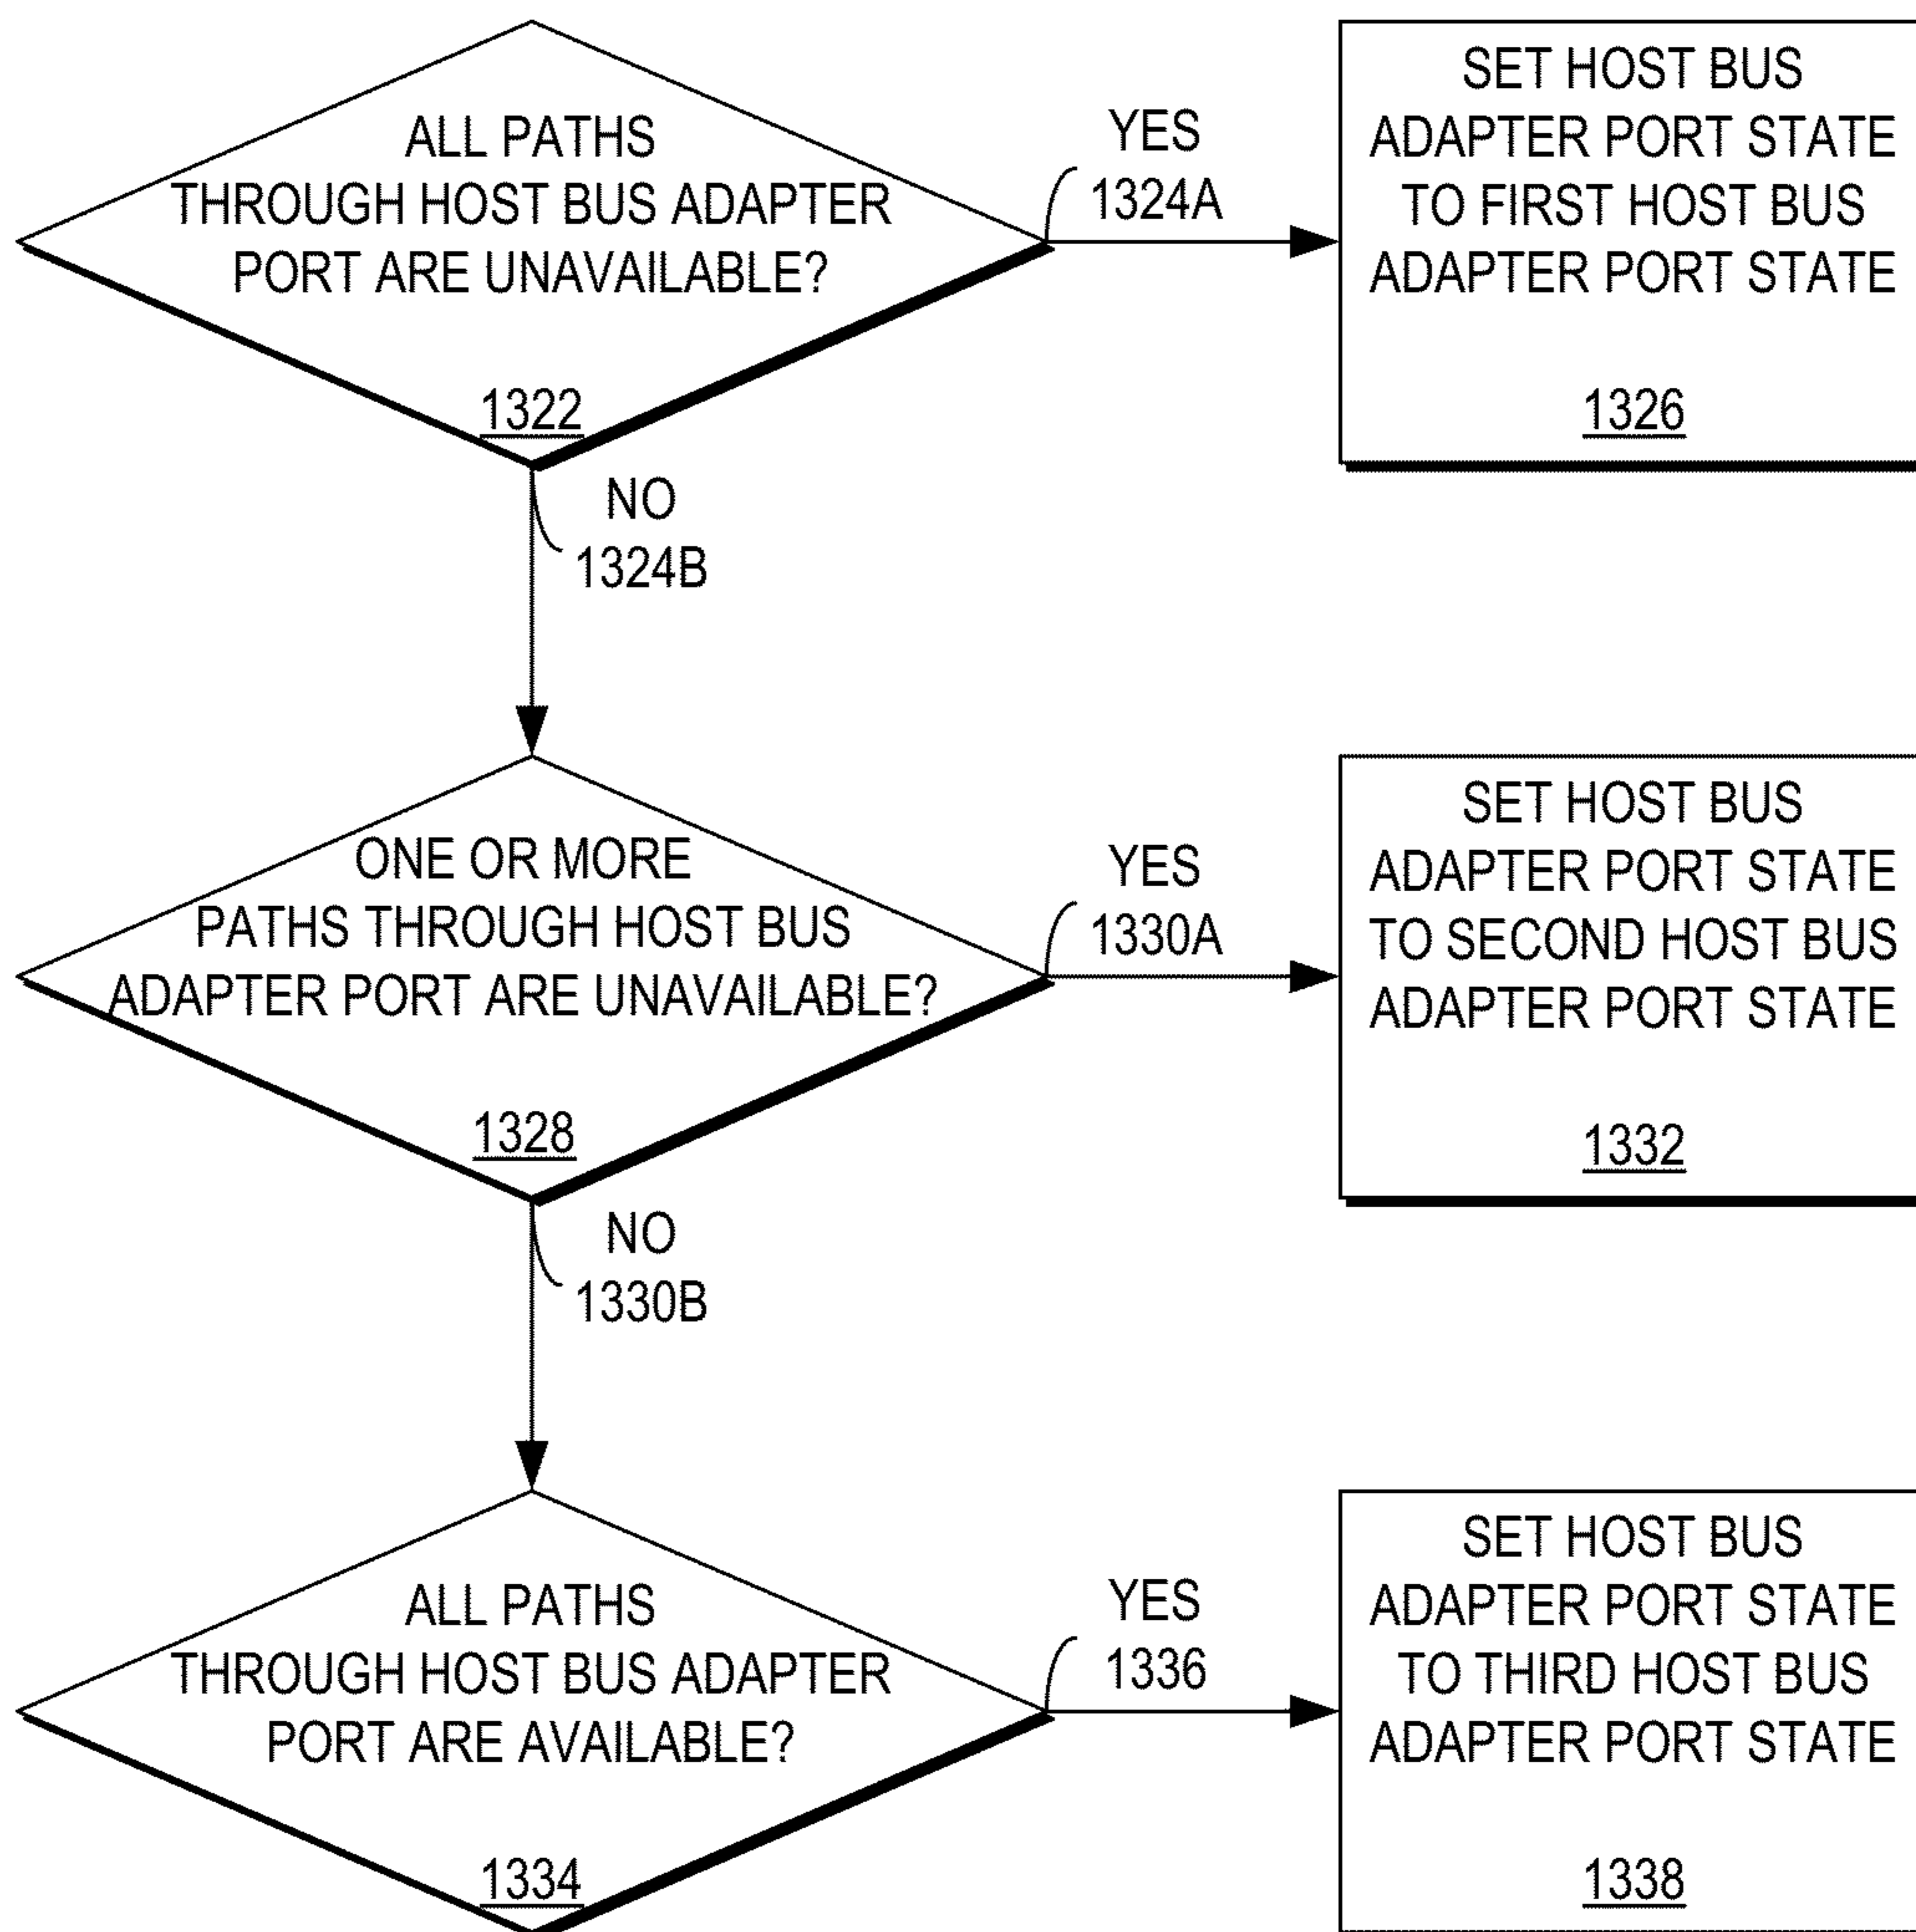 ALL PATHS
THROUGH HOST BUS ADAPTER
PORT ARE UNAVAILABLE?
1322
YES
1324A
SET HOST BUS
ADAPTER PORT STATE
TO FIRST HOST BUS
ADAPTER PORT STATE
1326
NO
1324B
ONE OR MORE
PATHS THROUGH HOST BUS
ADAPTER PORT ARE UNAVAILABLE?
1328
YES
1330A
SET HOST BUS
ADAPTER PORT STATE
TO SECOND HOST BUS
ADAPTER PORT STATE
1332
NO
1330B
ALL PATHS
THROUGH HOST BUS ADAPTER
PORT ARE AVAILABLE?
1334
YES
1336
SET HOST BUS
ADAPTER PORT STATE
TO THIRD HOST BUS
ADAPTER PORT STATE
1338